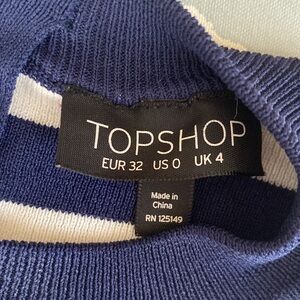 TOPSHOP
EUR 32 US 0 UK 4
Made in
China
RN 125149